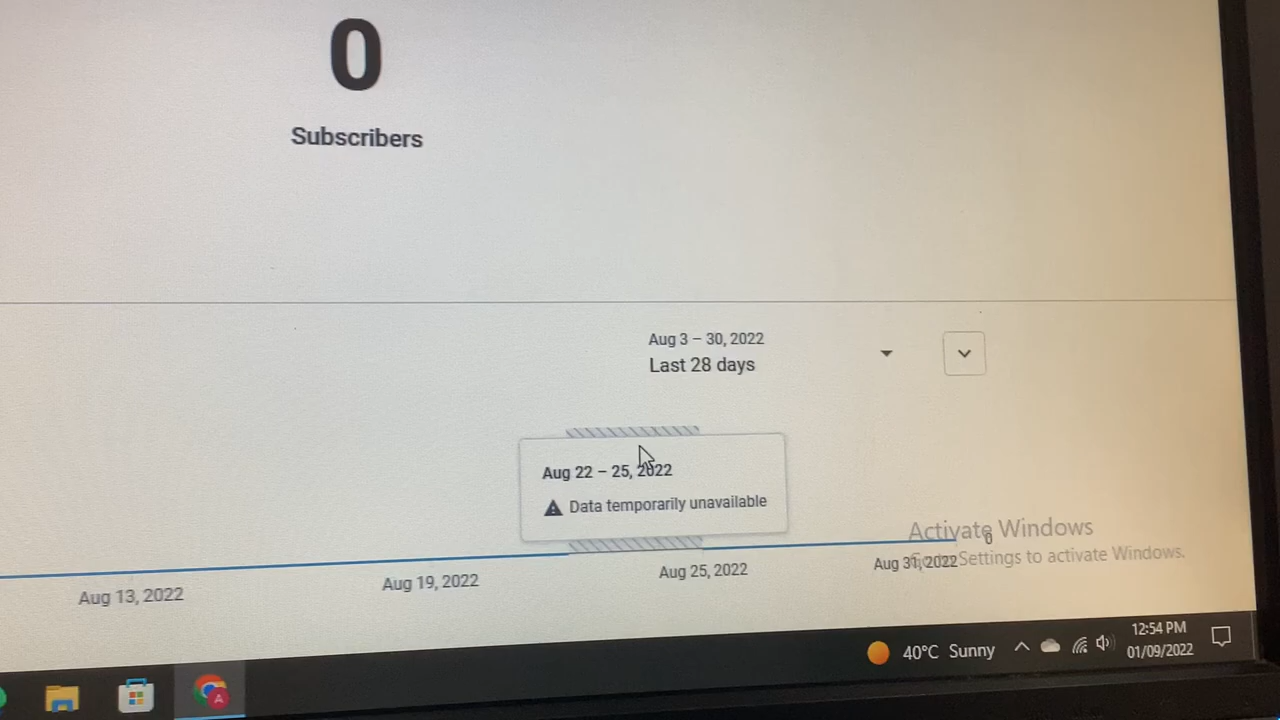 0
Subscribers
Aug 3 – 30, 2022
Last 28 days
Aug 22 – 25, 2022
Data temporarily unavailable
Activate Windows
0
Settings to activate Windows.
Aug 13, 2022
Aug 19, 2022
Aug 25, 2022
Aug 31, 2022
40°C Sunny
12:54 PM
01/09/2022
A